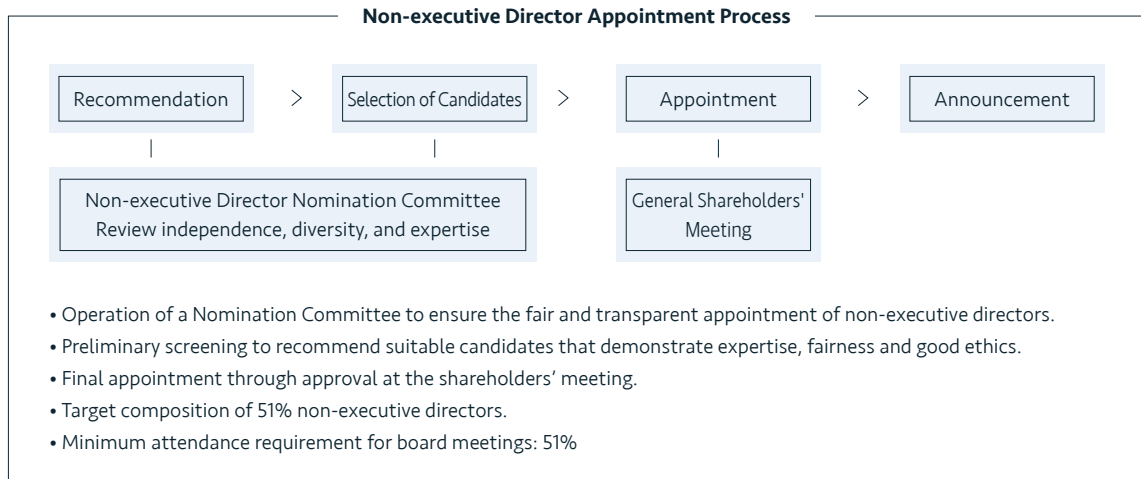 Non-executive Director Appointment Process
Recommendation > Selection of Candidates > Appointment > Announcement
Non-executive Director Nomination Committee
Review independence, diversity, and expertise
General Shareholders'
Meeting
• Operation of a Nomination Committee to ensure the fair and transparent appointment of non-executive directors.
• Preliminary screening to recommend suitable candidates that demonstrate expertise, fairness and good ethics.
• Final appointment through approval at the shareholders’ meeting.
• Target composition of 51% non-executive directors.
• Minimum attendance requirement for board meetings: 51%